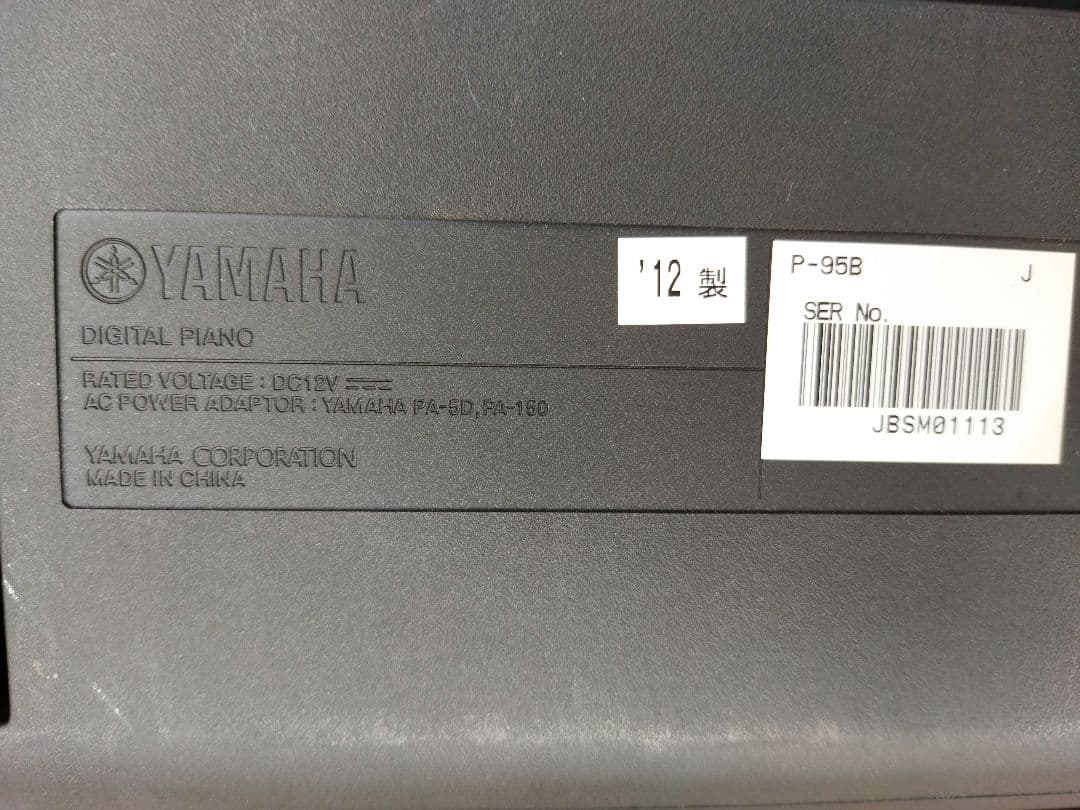 YAMAHA
DIGITAL PIANO
RATED VOLTAGE : DC12V
AC POWER ADAPTOR : YAMAHA PA-5D, PA-150
YAMAHA CORPORATION
MADE IN CHINA
'12 製
P-95B J
SER No.
JBSM01113